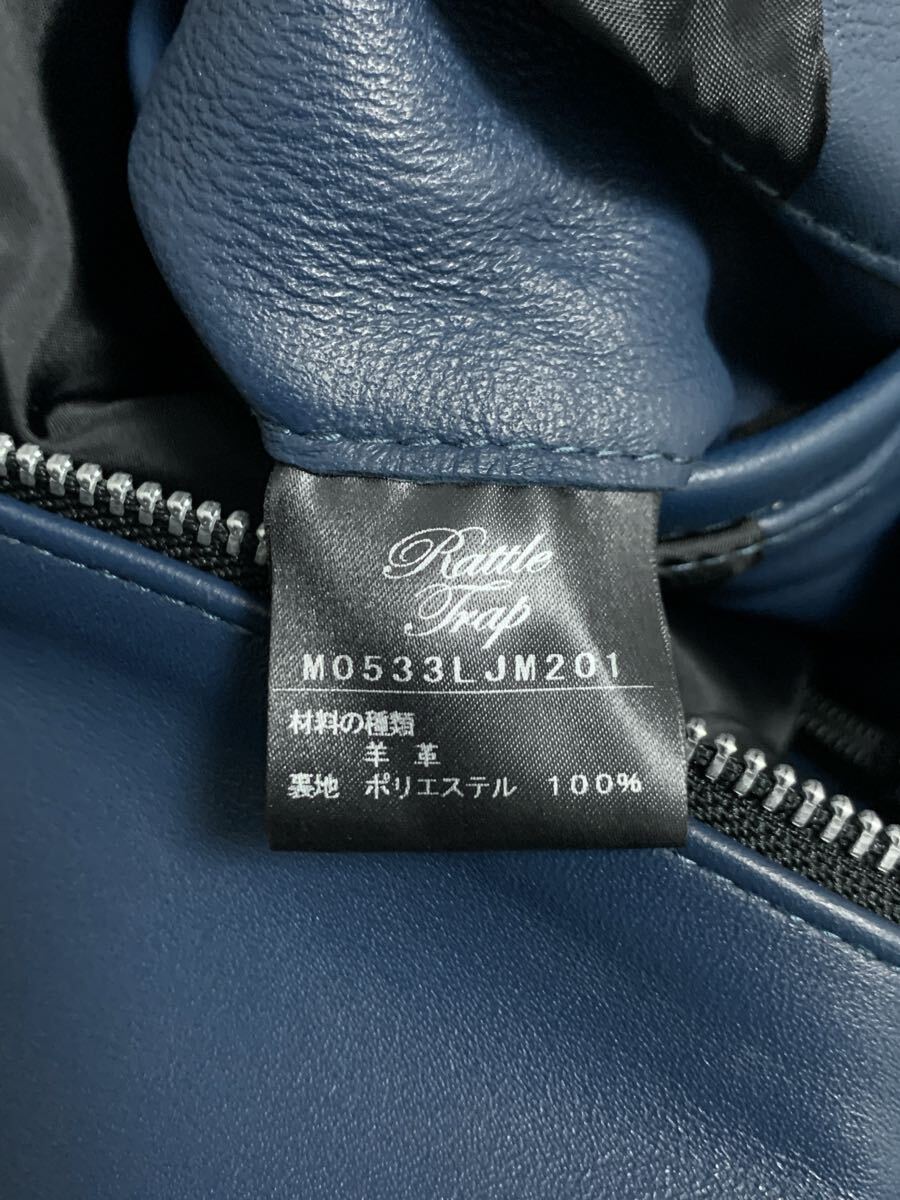 Rattle
Trap
M0533LJM201
材料の種類
羊 革
裏地 ポリエステル 100%